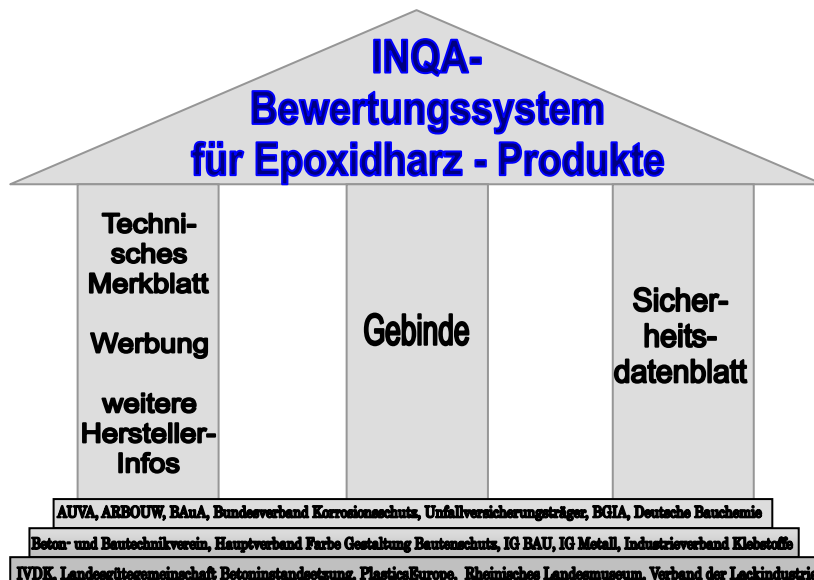 INQA-
Bewertungssystem
für Epoxidharz - Produkte
Techni-
sches
Merkblatt
Werbung
weitere
Hersteller-
Infos
Gebinde
Sicher-
heits-
datenblatt
AUVA, ARBOUW, BAuA, Bundesverband Korrosionsschutz, Unfallversicherungsträger, BGIA, Deutsche Bauchemie
Beton- und Bautechnikverein, Hauptverband Farbe Gestaltung Bautenschutz, IG BAU, IG Metall, Industrieverband Klebstoffe
IVDK, Landesgütegemeinschaft Betoninstandsetzung, PlasticsEurope, Rheinisches Landesmuseum, Verband der Lackindustrie